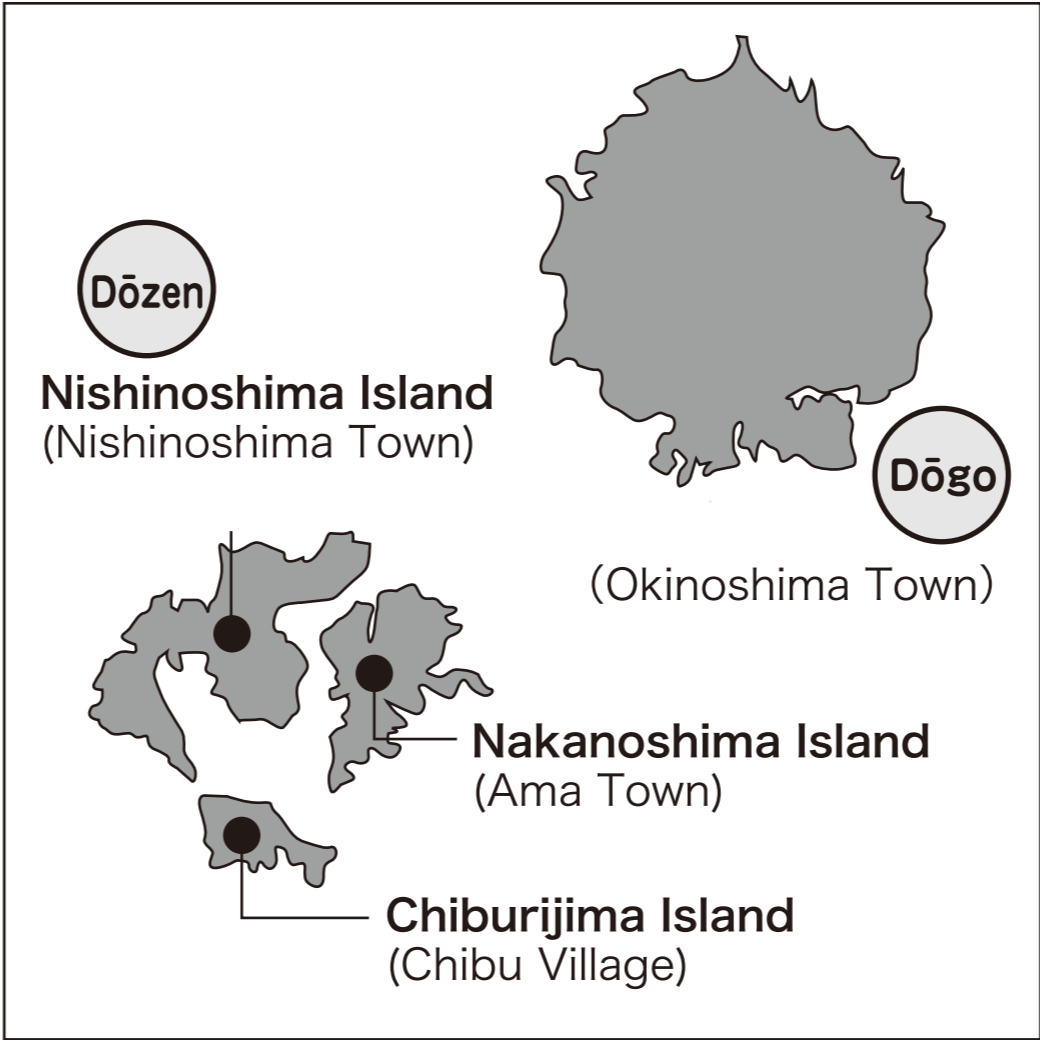 Dōzen
Nishinoshima Island
(Nishinoshima Town)
Dōgo
(Okinoshima Town)
Nakanoshima Island
(Ama Town)
Chiburijima Island
(Chibu Village)